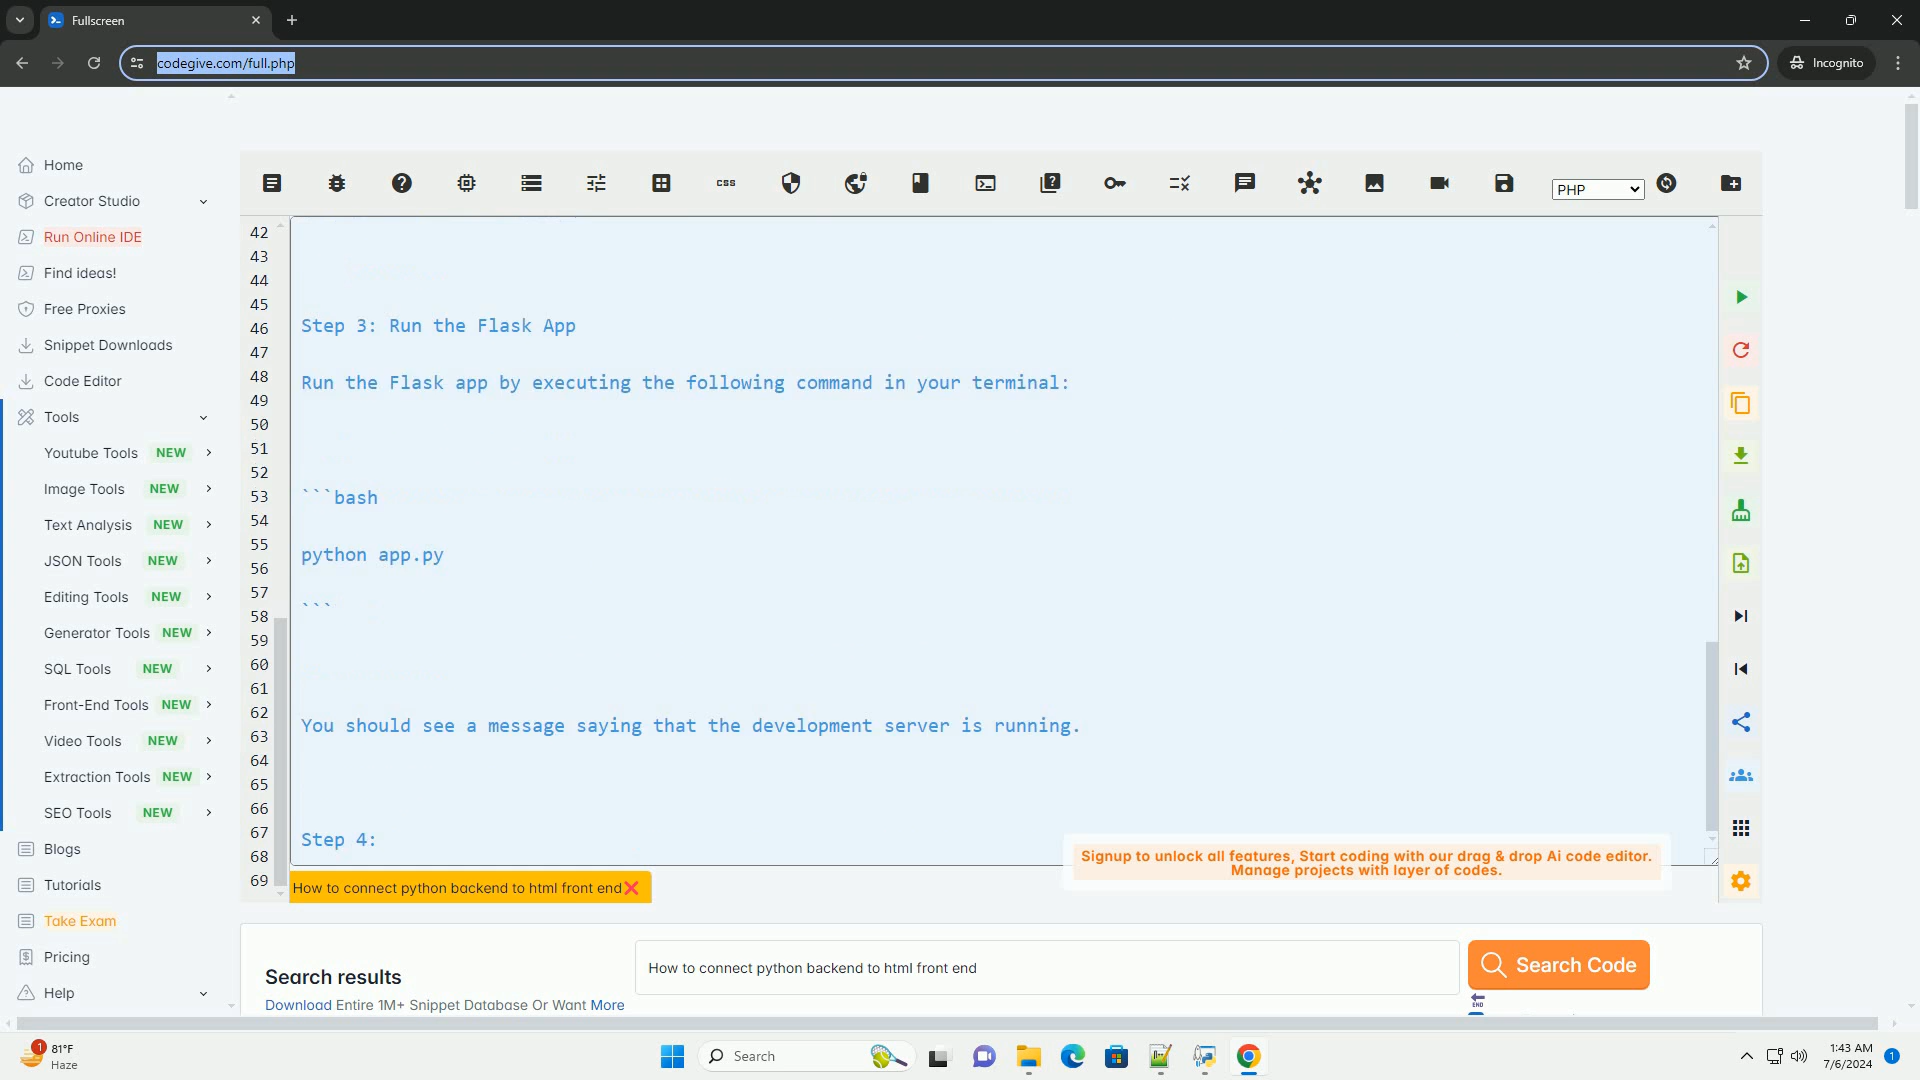 Fullscreen
codegive.com/full.php
Incognito
Home
Creator Studio
Run Online IDE
Find ideas!
Free Proxies
Snippet Downloads
Code Editor
Tools
Youtube Tools NEW
Image Tools NEW
Text Analysis NEW
JSON Tools NEW
Editing Tools NEW
Generator Tools NEW
SQL Tools NEW
Front-End Tools NEW
Video Tools NEW
Extraction Tools NEW
SEO Tools NEW
Blogs
Tutorials
Take Exam
Pricing
Help
CSS
PHP
42
43
44
45
46
47
48
49
50
51
52
53
54
55
56
57
58
59
60
61
62
63
64
65
66
67
68
69
Step 3: Run the Flask App
Run the Flask app by executing the following command in your terminal:
```bash
python app.py
```
You should see a message saying that the development server is running.
Step 4:
Signup to unlock all features, Start coding with our drag & drop Ai code editor.
Manage projects with layer of codes.
How to connect python backend to html front end
Search results
Download Entire 1M+ Snippet Database Or Want More
How to connect python backend to html front end
Search Code
END
1
81°F
Haze
Search
1:43 AM
7/6/2024
1